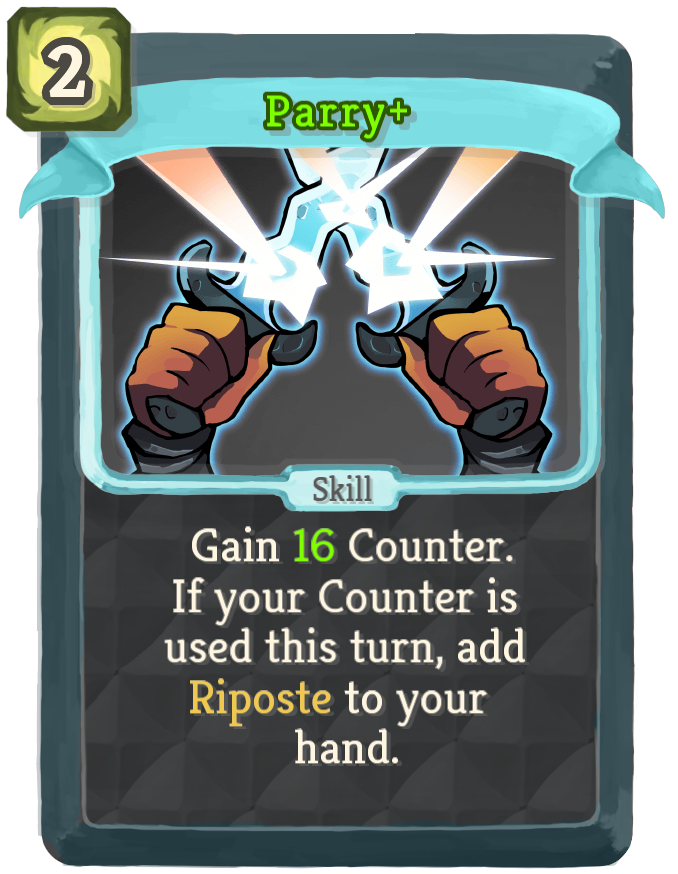 2
Parry+
Skill
Gain 16 Counter.
If your Counter is
used this turn, add
Riposte to your
hand.